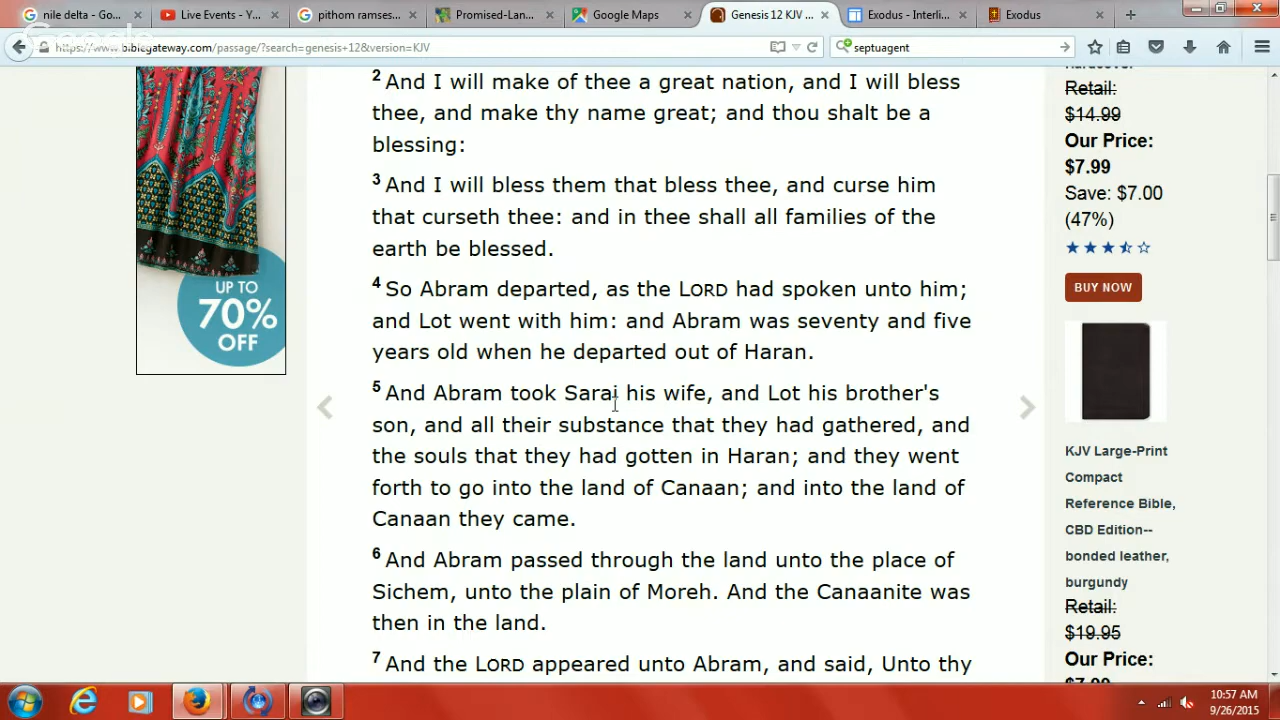 nile delta - Go...
Live Events - Y...
pithom ramses...
Promised-Lan...
Google Maps
Genesis 12 KJV ...
Exodus - Interli...
Exodus
Google
https://www.biblegateway.com/passage/?search=genesis+12&version=KJV
septuagent
2 And I will make of thee a great nation, and I will bless
thee, and make thy name great; and thou shalt be a
blessing:
3 And I will bless them that bless thee, and curse him
that curseth thee: and in thee shall all families of the
earth be blessed.
4 So Abram departed, as the LORD had spoken unto him;
and Lot went with him: and Abram was seventy and five
years old when he departed out of Haran.
5 And Abram took Sarai his wife, and Lot his brother's
son, and all their substance that they had gathered, and
the souls that they had gotten in Haran; and they went
forth to go into the land of Canaan; and into the land of
Canaan they came.
6 And Abram passed through the land unto the place of
Sichem, unto the plain of Moreh. And the Canaanite was
then in the land.
7 And the LORD appeared unto Abram, and said, Unto thy
UP TO
70%
OFF
Retail:
$14.99
Our Price:
$7.99
Save: $7.00
(47%)
BUY NOW
KJV Large-Print
Compact
Reference Bible,
CBD Edition--
bonded leather,
burgundy
Retail:
$19.95
Our Price:
10:57 AM
9/26/2015